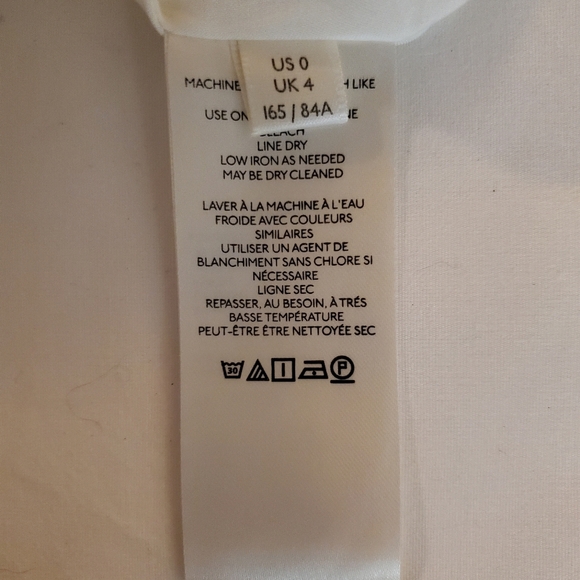 US 0
UK 4
165 / 84A
MACHINE LIKE
USE
BLEACH
LINE DRY
LOW IRON AS NEEDED
MAY BE DRY CLEANED
LAVER À LA MACHINE À L'EAU
FROIDE AVEC COULEURS
SIMILAIRES
UTILISER UN AGENT DE
BLANCHIMENT SANS CHLORE SI
NÉCESSAIRE
LIGNE SEC
REPASSER, AU BESOIN, À TRÉS
BASSE TEMPÉRATURE
PEUT-ÊTRE ÊTRE NETTOYÉE SEC
30 P